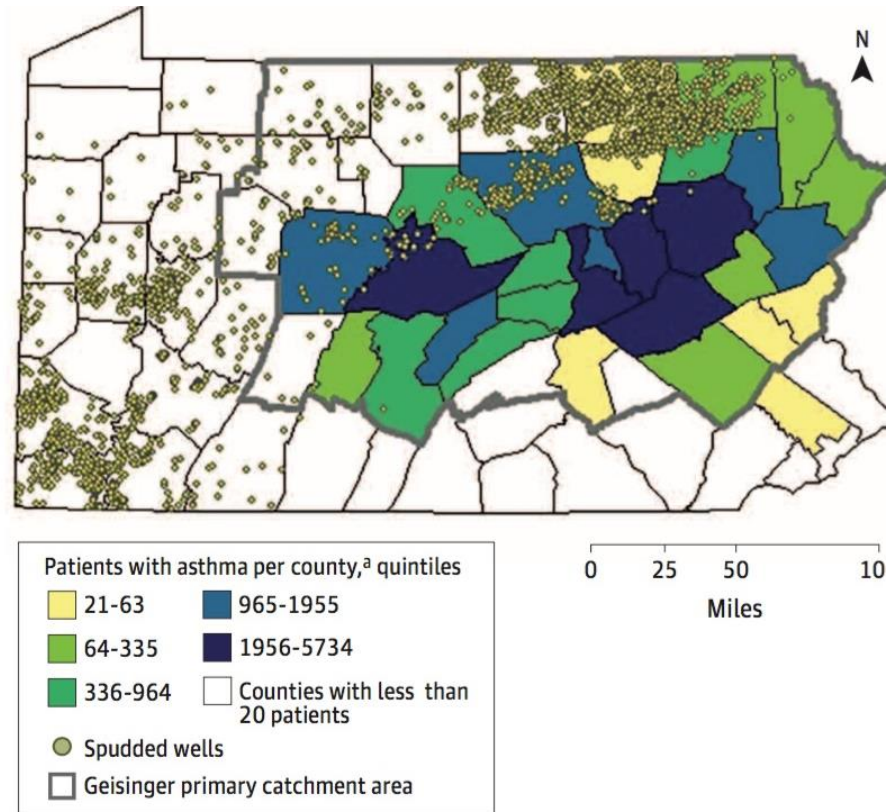 N
0 25 50 10
Miles
Patients with asthma per county,ª quintiles
21-63 965-1955
64-335 1956-5734
336-964 Counties with less than
20 patients
Spudded wells
Geisinger primary catchment area